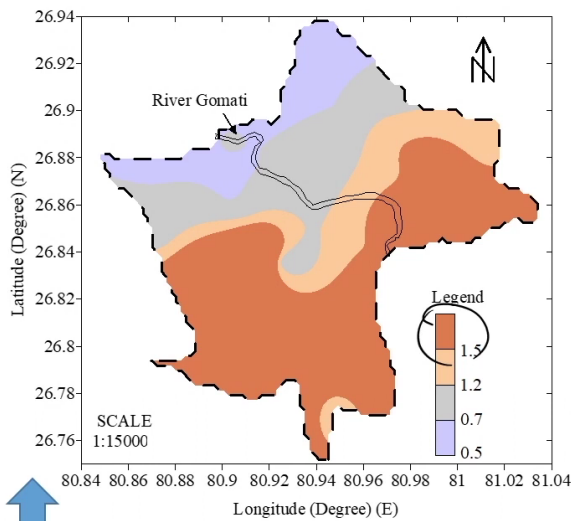 26.94
26.92
26.9
26.88
26.86
26.84
26.82
26.8
26.78
26.76
Latitude (Degree) (N)
River Gomati
N
Legend
1.5
1.2
0.7
0.5
SCALE
1:15000
80.84 80.86 80.88 80.9 80.92 80.94 80.96 80.98 81 81.02 81.04
Longitude (Degree) (E)